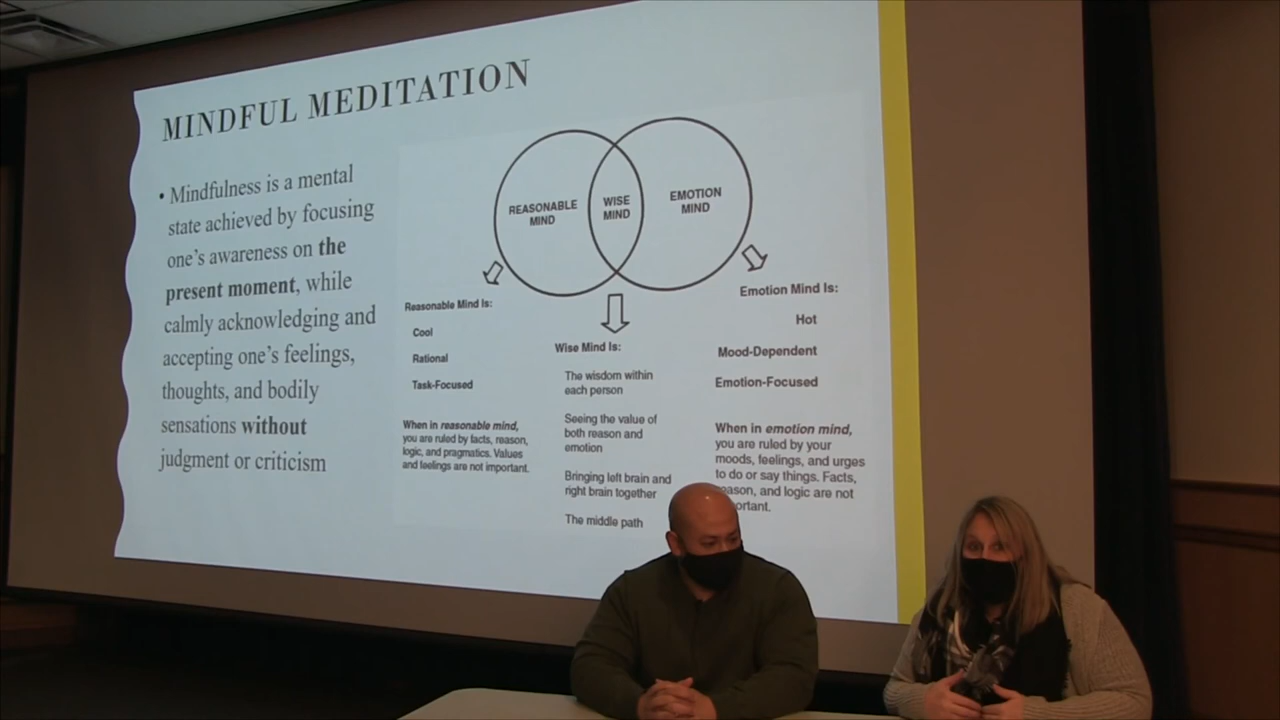 MINDFUL MEDITATION
• Mindfulness is a mental
state achieved by focusing
one's awareness on the
present moment, while
calmly acknowledging and
accepting one's feelings,
thoughts, and bodily
sensations without
judgment or criticism
REASONABLE
MIND
WISE
MIND
EMOTION
MIND
Reasonable Mind Is:
Cool
Rational
Task-Focused
When in reasonable mind,
you are ruled by facts, reason,
logic, and pragmatics. Values
and feelings are not important.
Wise Mind Is:
The wisdom within
each person
Seeing the value of
both reason and
emotion
Bringing left brain and
right brain together
The middle path
Emotion Mind Is:
Hot
Mood-Dependent
Emotion-Focused
When in emotion mind,
you are ruled by your
moods, feelings, and urges
to do or say things. Facts,
eason, and logic are not
ortant.